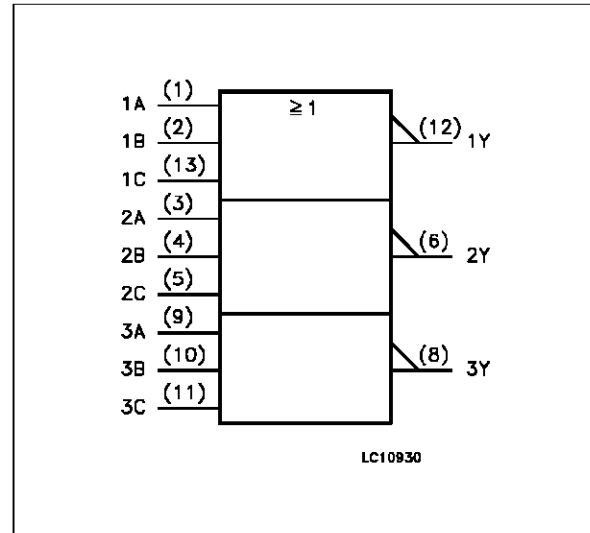 ≧ 1
1A (1)
1B (2)
1C (13)
2A (3)
2B (4)
2C (5)
3A (9)
3B (10)
3C (11)
(12) 1Y
(6) 2Y
(8) 3Y
LC10930